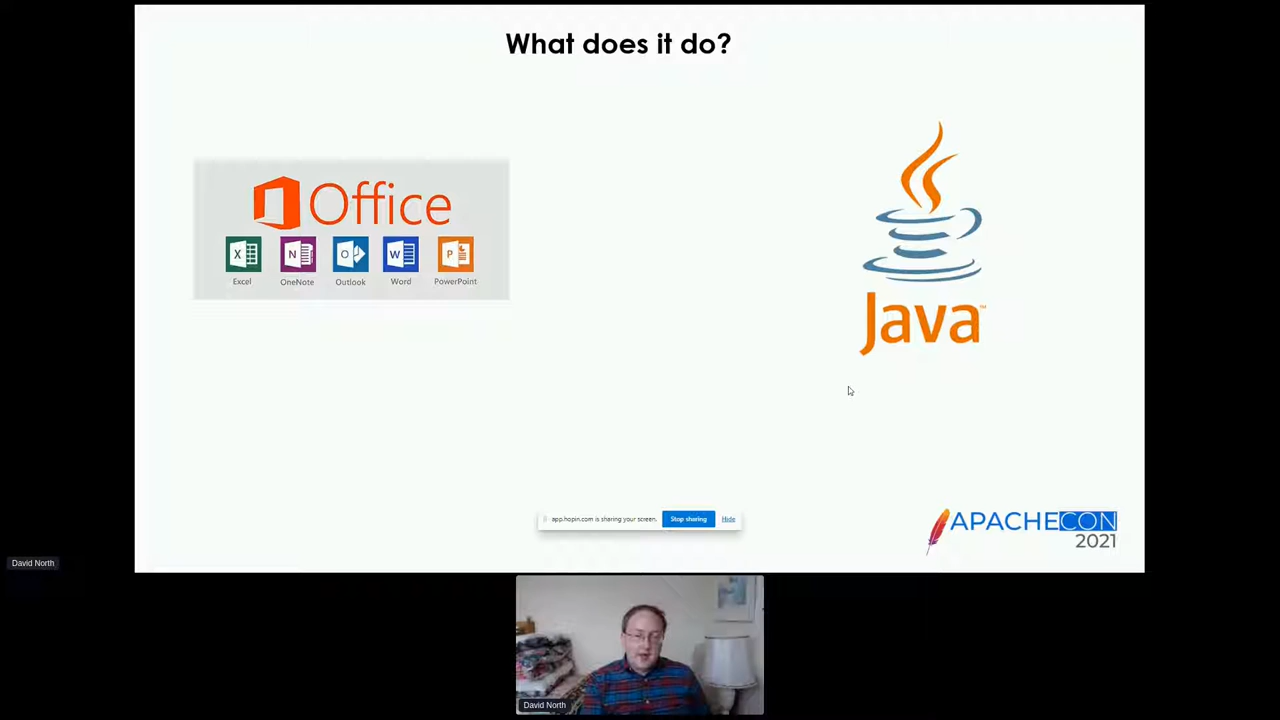 What does it do?
Office
Excel
OneNote
Outlook
Word
PowerPoint
Java™
app.hopin.com is sharing your screen.
Stop sharing
Hide
APACHECON
2021
David North
David North